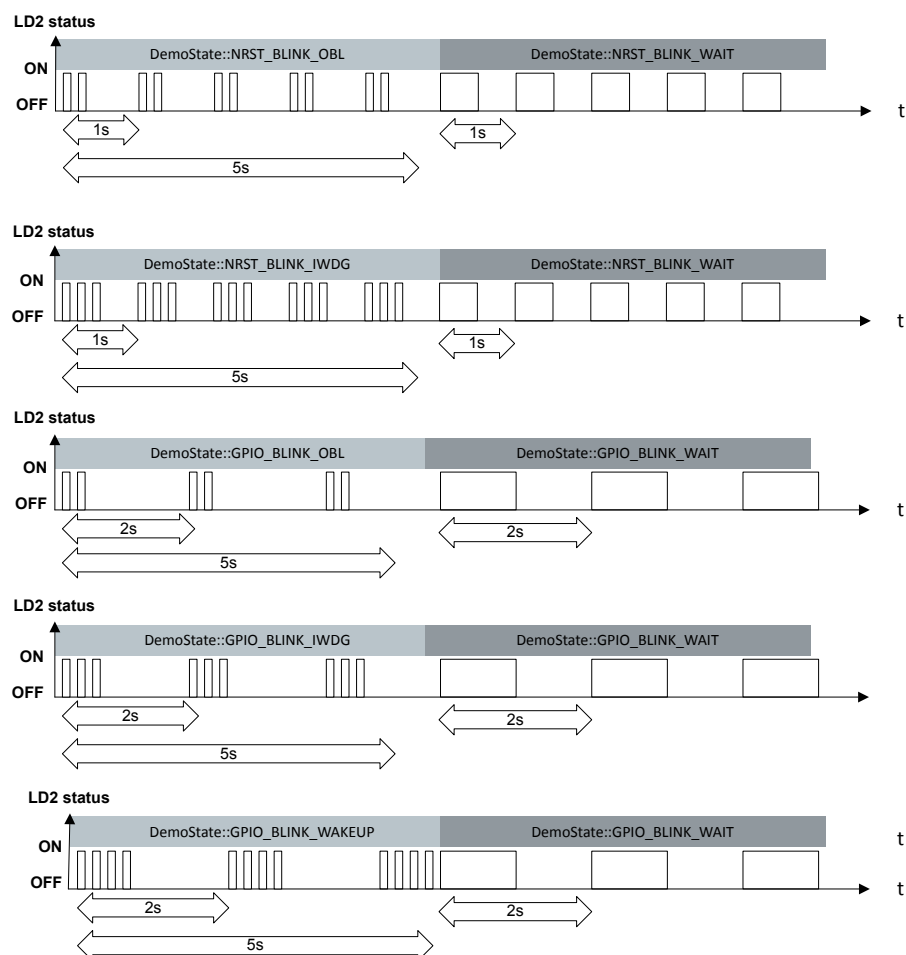 LD2 status
DemoState::NRST_BLINK_OBL DemoState::NRST_BLINK_WAIT
ON
OFF
t
1s 1s
5s
LD2 status
DemoState::NRST_BLINK_IWDG DemoState::NRST_BLINK_WAIT
ON
OFF
t
1s 1s
5s
LD2 status
DemoState::GPIO_BLINK_OBL DemoState::GPIO_BLINK_WAIT
ON
OFF
t
2s 2s
5s
LD2 status
DemoState::GPIO_BLINK_IWDG DemoState::GPIO_BLINK_WAIT
ON
OFF
t
2s 2s
5s
LD2 status
DemoState::GPIO_BLINK_WAKEUP DemoState::GPIO_BLINK_WAIT
t
ON
OFF
t
2s 2s
5s